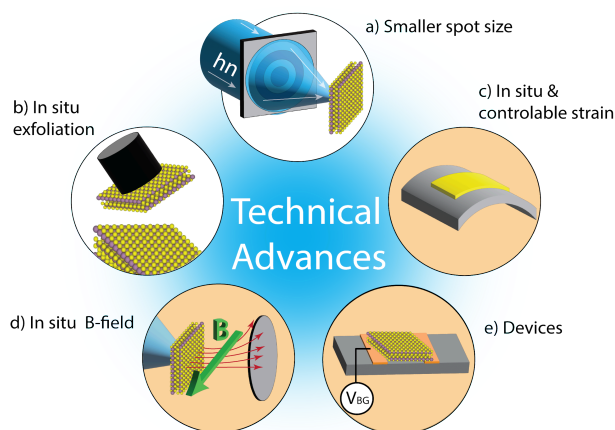 a) Smaller spot size
hn
b) In situ
exfoliation
c) In situ &
controlable strain
Technical
Advances
d) In situ B-field
B
e) Devices
VBG